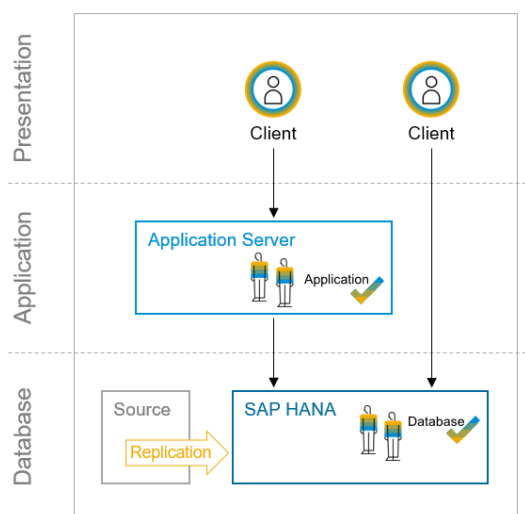 Presentation
Client
Client
Application
Application Server
Application
Database
Source
SAP HANA
Database
Replication